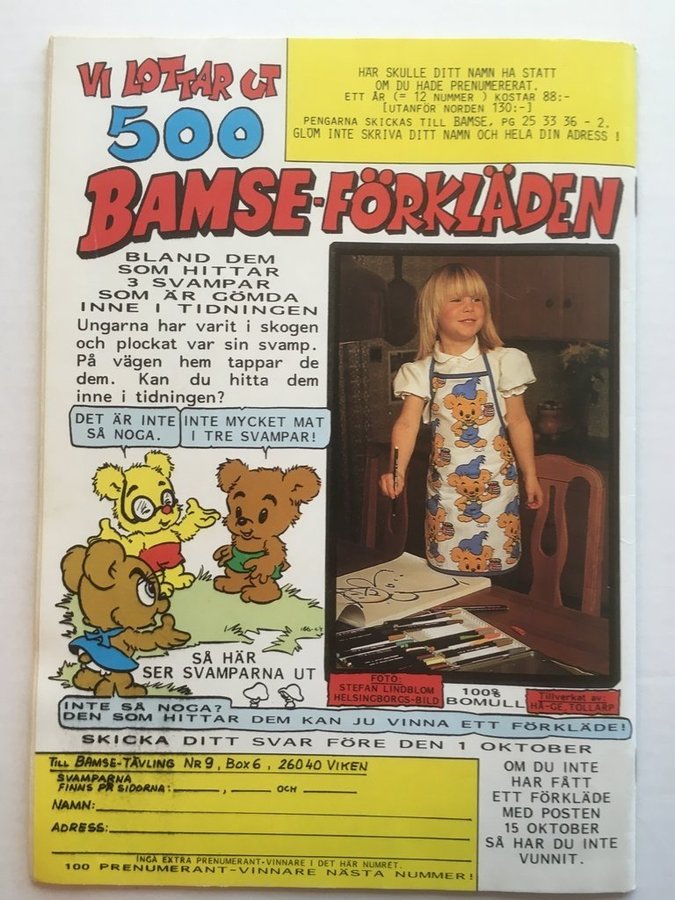 VI LOTTAR UT
500
BAMSE-FÖRKLÄDEN
HÄR SKULLE DITT NAMN HA STATT
OM DU HADE PRENUMERERAT.
ETT ÅR (= 12 NUMMER ) KOSTAR 88:-
[UTANFÖR NORDEN 130:-]
PENGARNA SKICKAS TILL BAMSE, PG 25 33 36 - 2.
GLÖM INTE SKRIVA DITT NAMN OCH HELA DIN ADRESS !
BLAND DEM
SOM HITTAR
3 SVAMPAR
SOM ÄR GÖMDA
INNE I TIDNINGEN
Ungarna har varit i skogen
och plockat var sin svamp.
På vägen hem tappar de
dem. Kan du hitta dem
inne i tidningen?
DET ÄR INTE
SÅ NOGA.
INTE MYCKET MAT
I TRE SVAMPAR!
SÅ HÄR
SER SVAMPARNA UT
FOTO:
STEFAN LINDBLOM
HELSINGBORGS-BILD
100%
BOMULL
Tillverkat av:
HÅ-GE, TOLLARP
INTE SÅ NOGA?
DEN SOM HITTAR DEM KAN JU VINNA ETT FÖRKLÄDE!
SKICKA DITT SVAR FÖRE DEN 1 OKTOBER
TILL BAMSE-TÄVLING NR 9, BOX 6, 260 40 VIKEN
SVAMPARNA
FINNS PÅ SIDORNA: , OCH
NAMN:
ADRESS:
INGA EXTRA PRENUMERANT-VINNARE I DET HÄR NUMRET.
100 PRENUMERANT-VINNARE NÄSTA NUMMER!
OM DU INTE
HAR FÅTT
ETT FÖRKLÄDE
MED POSTEN
15 OKTOBER
SÅ HAR DU INTE
VUNNIT.